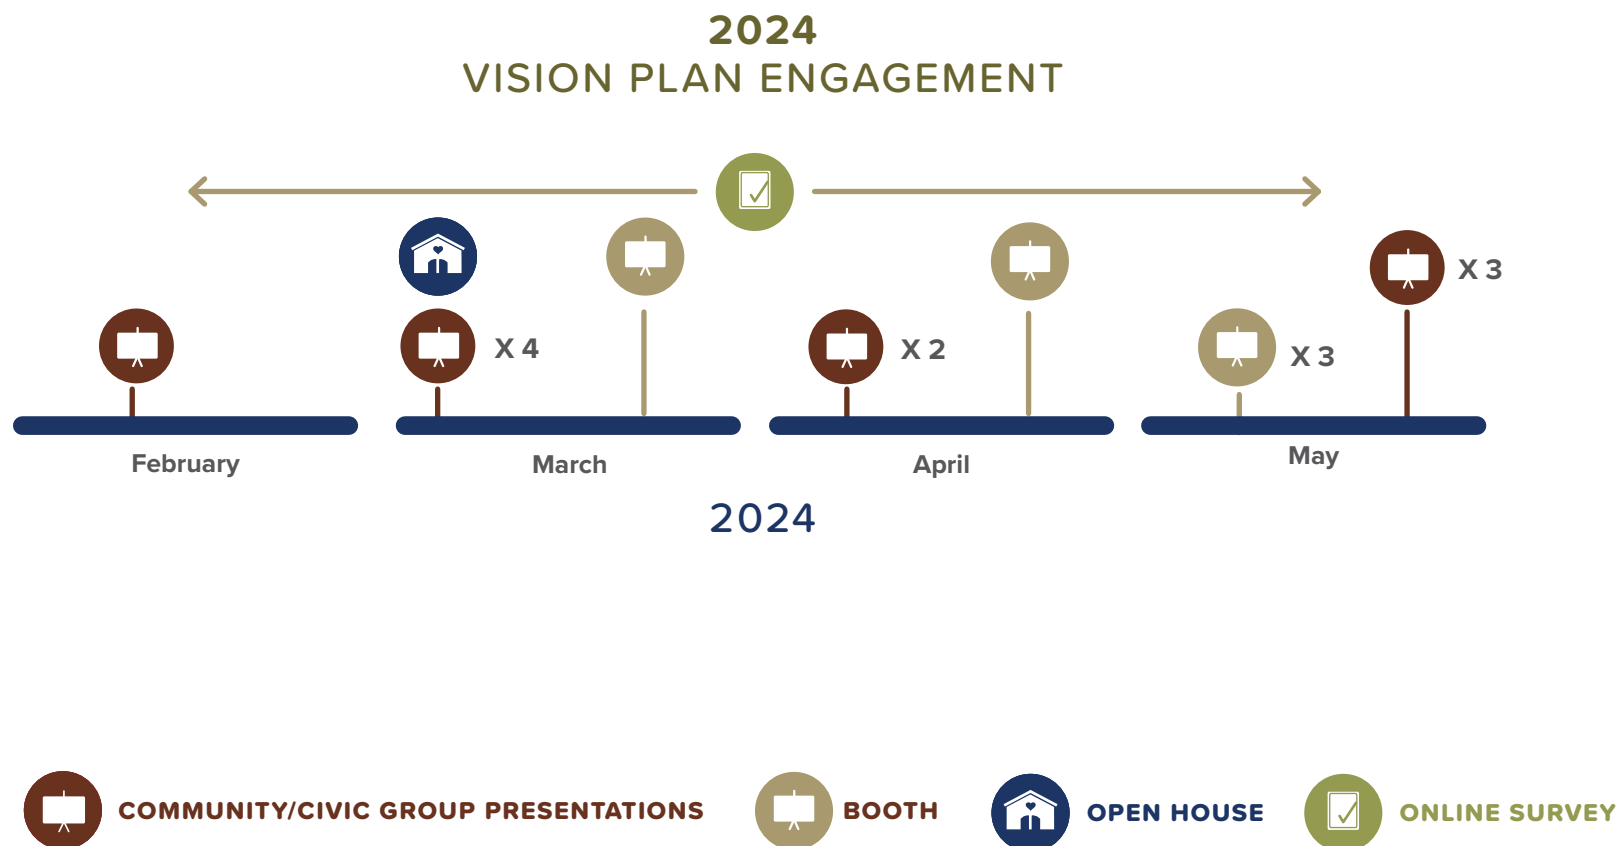 2024
VISION PLAN ENGAGEMENT
X 3
X 4
X 2
X 3
February
March
April
May
2024
COMMUNITY/CIVIC GROUP PRESENTATIONS
BOOTH
OPEN HOUSE
ONLINE SURVEY